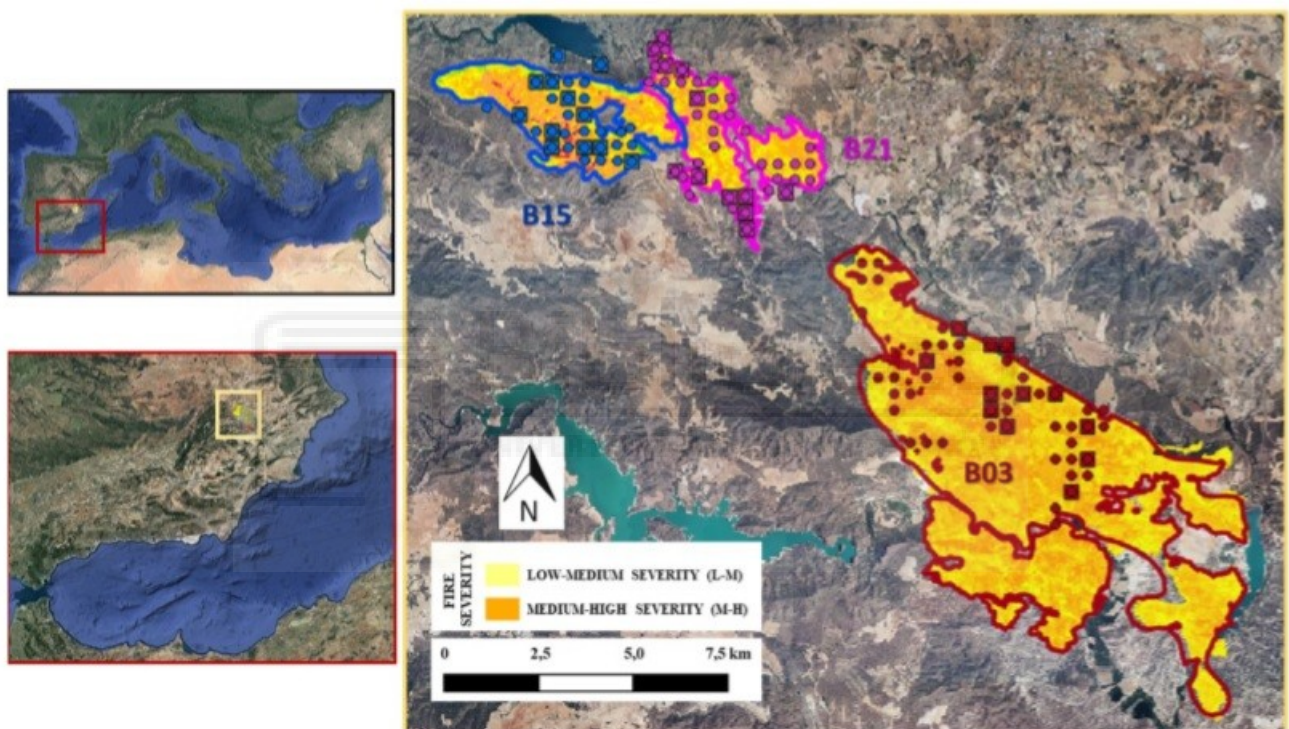 B21
B15
B03
N
FIRE
SEVERITY
LOW-MEDIUM SEVERITY (L-M)
MEDIUM-HIGH SEVERITY (M-H)
0 2,5 5,0 7,5 km